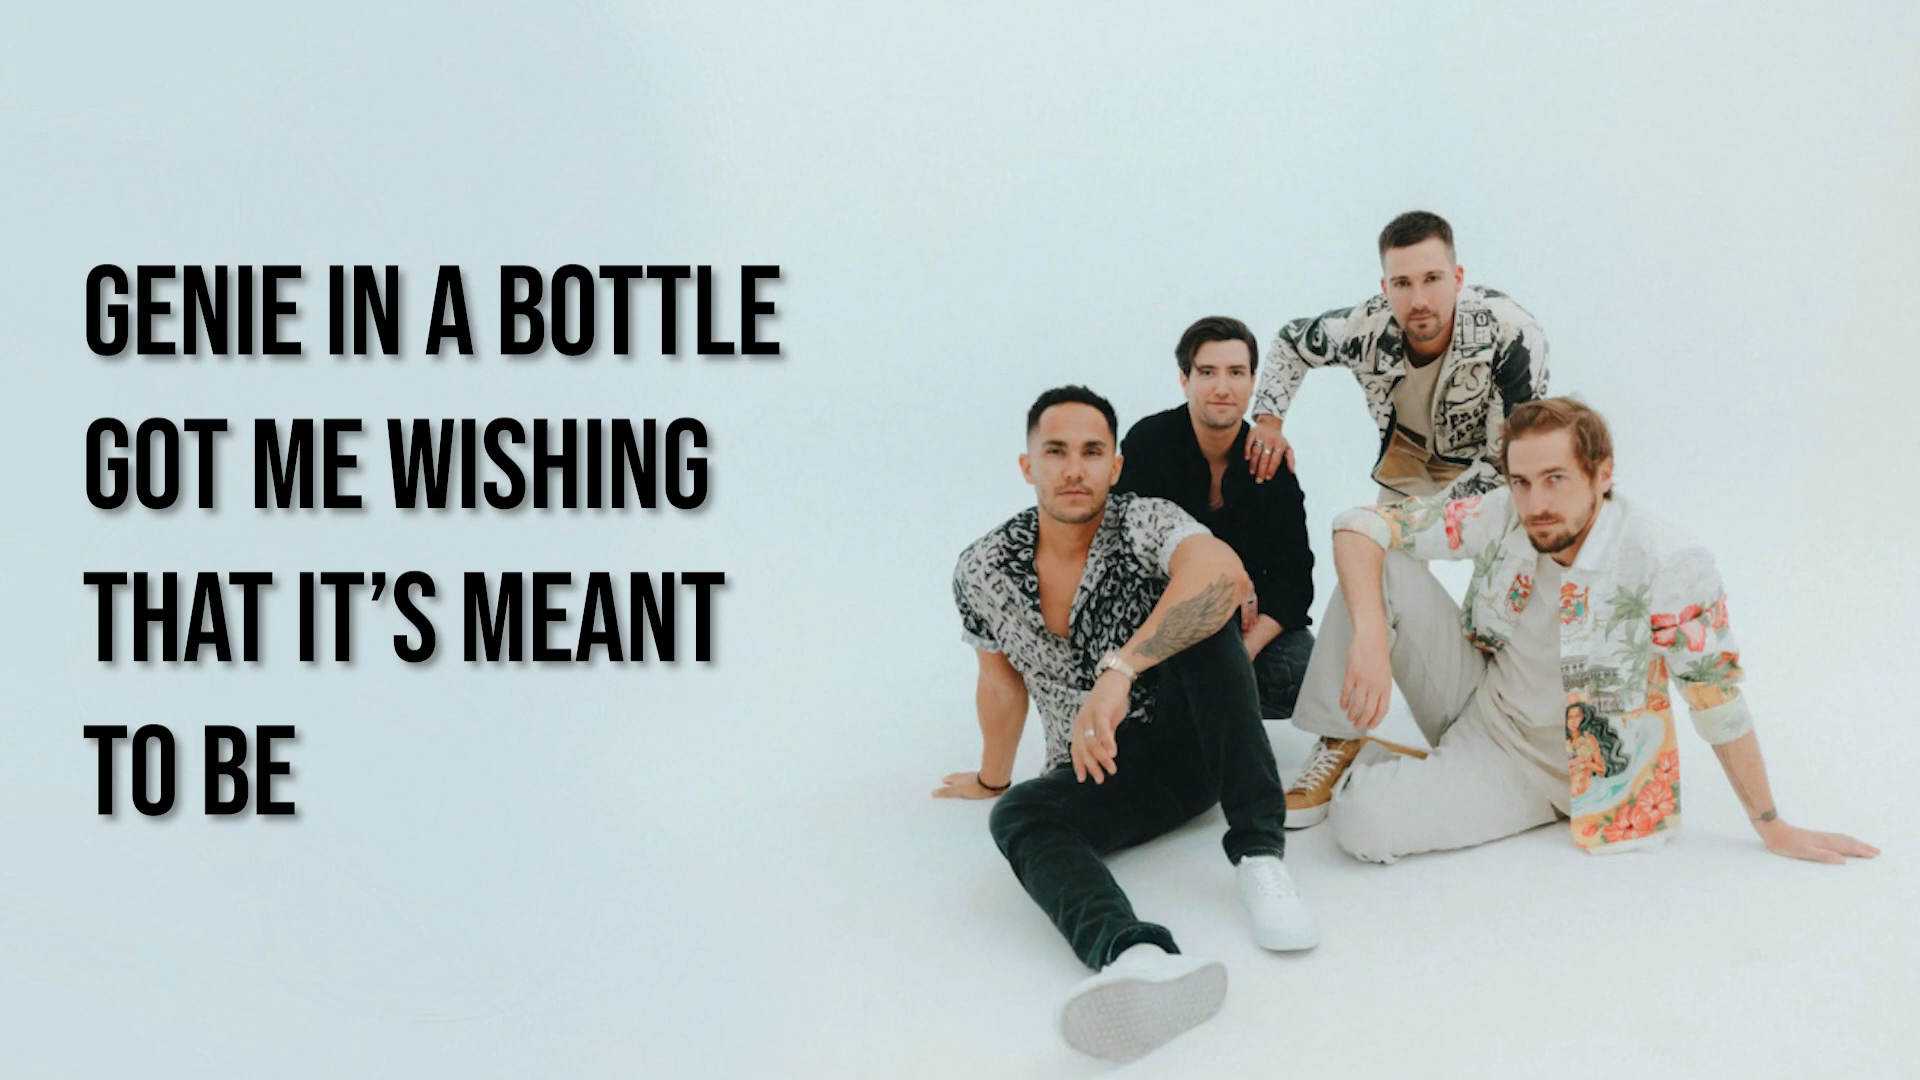 GENIE IN A BOTTLE
GOT ME WISHING
THAT IT’S MEANT
TO BE